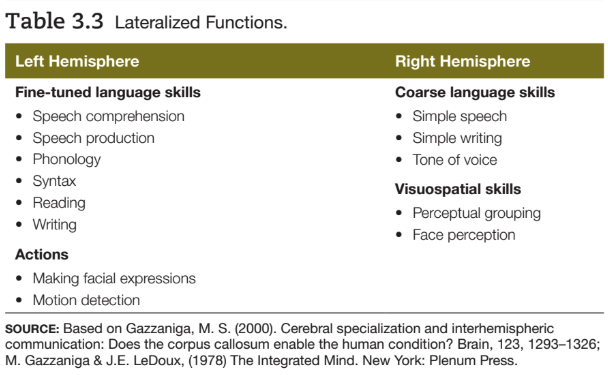 Table 3.3 Lateralized Functions.
Left Hemisphere
Right Hemisphere
Fine-tuned language skills
• Speech comprehension
• Speech production
• Phonology
• Syntax
• Reading
• Writing
Actions
• Making facial expressions
• Motion detection
Coarse language skills
• Simple speech
• Simple writing
• Tone of voice
Visuospatial skills
• Perceptual grouping
• Face perception
SOURCE: Based on Gazzaniga, M. S. (2000). Cerebral specialization and interhemispheric
communication: Does the corpus callosum enable the human condition? Brain, 123, 1293–1326;
M. Gazzaniga & J.E. LeDoux, (1978) The Integrated Mind. New York: Plenum Press.